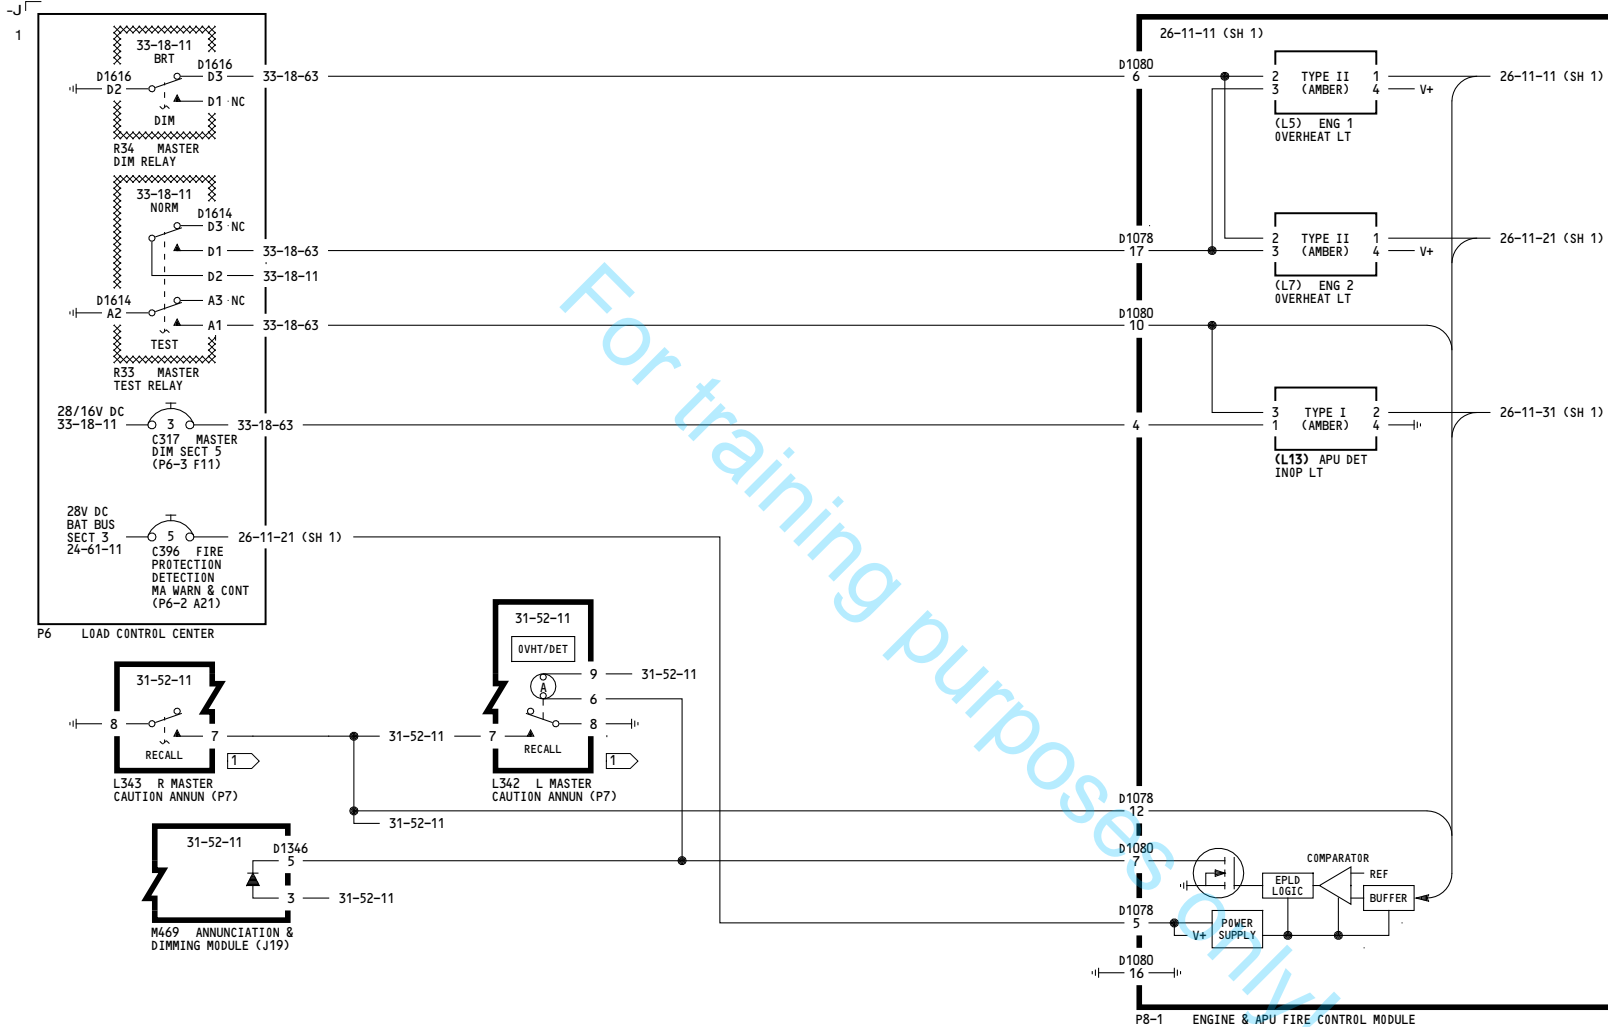 -J
1
33-18-11
BRT
D1616
D1616
D3
33-18-63
D2
D1 NC
DIM
R34 MASTER
DIM RELAY
33-18-11
NORM
D1614
D3 NC
D1
33-18-63
D2
33-18-11
D1614
A3 NC
A2
A1
33-18-63
TEST
R33 MASTER
TEST RELAY
28/16V DC
33-18-11
3
33-18-63
C317 MASTER
DIM SECT 5
(P6-3 F11)
28V DC
BAT BUS
SECT 3
24-61-11
5
26-11-21 (SH 1)
C396 FIRE
PROTECTION
DETECTION
MA WARN & CONT
(P6-2 A21)
P6 LOAD CONTROL CENTER
31-52-11
8
7
RECALL
1
L343 R MASTER
CAUTION ANNUN (P7)
31-52-11
31-52-11
31-52-11
OVHT/DET
A
9
31-52-11
6
8
7
RECALL
1
L342 L MASTER
CAUTION ANNUN (P7)
31-52-11
D1346
5
3
31-52-11
M469 ANNUNCIATION &
DIMMING MODULE (J19)
26-11-11 (SH 1)
D1080
6
2 TYPE II 1
3 (AMBER) 4
V+
26-11-11 (SH 1)
(L5) ENG 1
OVERHEAT LT
D1078
17
2 TYPE II 1
3 (AMBER) 4
V+
26-11-21 (SH 1)
(L7) ENG 2
OVERHEAT LT
D1080
10
3 TYPE I 2
1 (AMBER) 4
26-11-31 (SH 1)
4
(L13) APU DET
INOP LT
D1078
12
D1080
7
COMPARATOR
REF
EPLD
LOGIC
BUFFER
D1078
5
V+
POWER
SUPPLY
D1080
16
P8-1 ENGINE & APU FIRE CONTROL MODULE
For training purposes only!